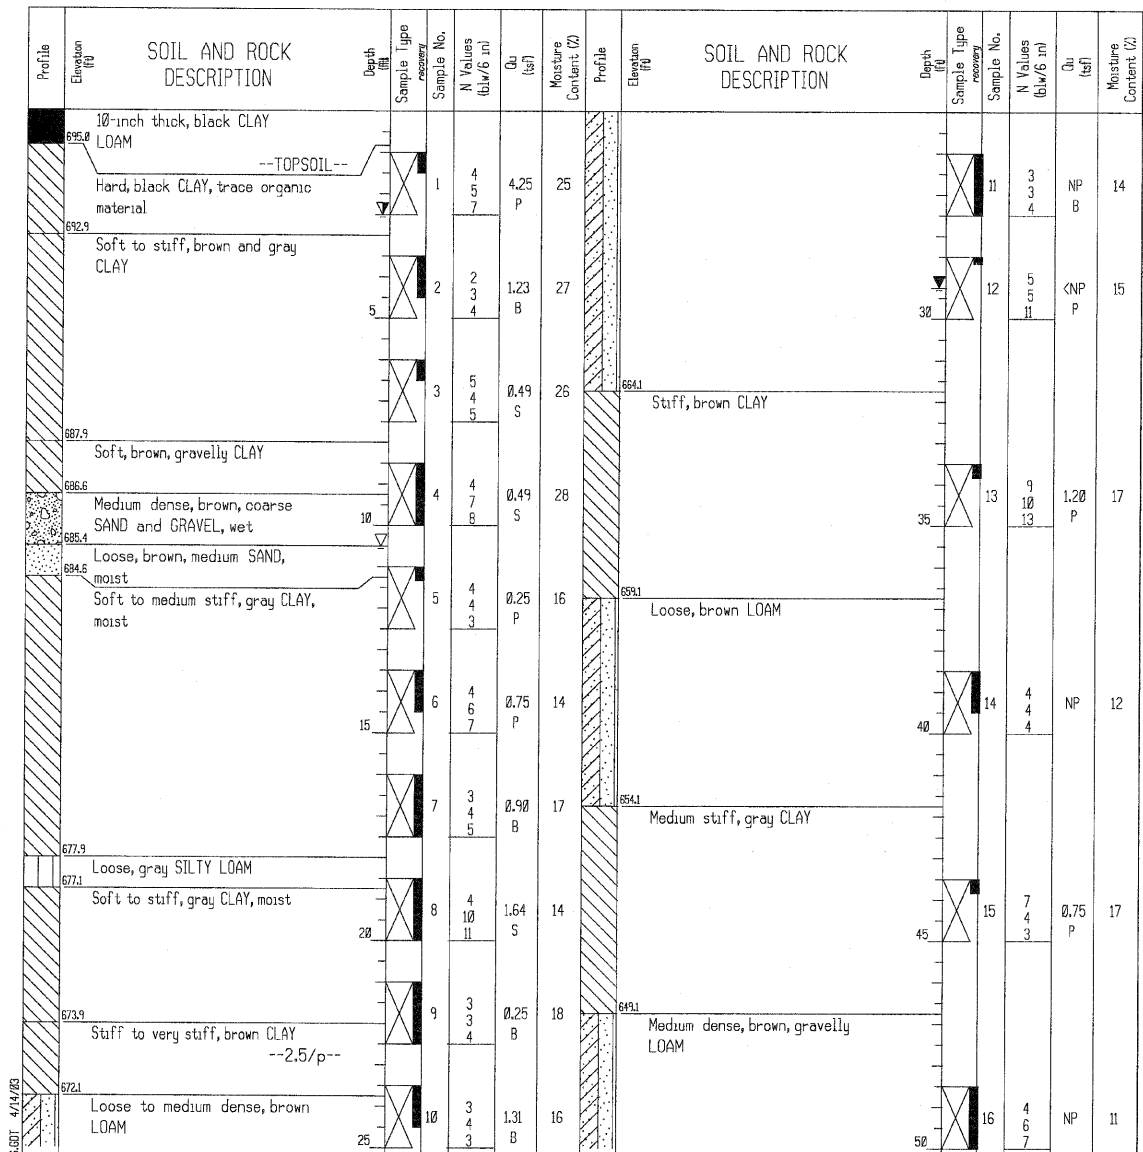 Profile
Elevation
(ft)
SOIL AND ROCK
DESCRIPTION
Depth
(ft)
Sample Type
recovery
Sample No.
N Values
(blw/6 in)
Qu
(tsf)
Moisture
Content (%)
10-inch thick, black CLAY
LOAM
695.0
--TOPSOIL--
Hard, black CLAY, trace organic
material
1
4
5
7
4.25
P
25
692.9
Soft to stiff, brown and gray
CLAY
5
2
2
3
4
1.23
B
27
3
5
4
5
0.49
S
26
687.9
Soft, brown, gravelly CLAY
686.6
Medium dense, brown, coarse
SAND and GRAVEL, wet
10
4
4
7
8
0.49
S
28
685.4
Loose, brown, medium SAND,
moist
684.6
Soft to medium stiff, gray CLAY,
moist
5
4
4
3
0.25
P
16
15
6
4
6
7
0.75
P
14
7
3
4
5
0.90
B
17
677.9
Loose, gray SILTY LOAM
677.1
Soft to stiff, gray CLAY, moist
20
8
4
10
11
1.64
S
14
9
3
3
4
0.25
B
18
673.9
Stiff to very stiff, brown CLAY
--2.5/p--
672.1
Loose to medium dense, brown
LOAM
25
10
3
4
3
1.31
B
16
.GDT 4/14/03
Profile
Elevation
(ft)
SOIL AND ROCK
DESCRIPTION
Depth
(ft)
Sample Type
recovery
Sample No.
N Values
(blw/6 in)
Qu
(tsf)
Moisture
Content (%)
11
3
3
4
NP
B
14
30
12
5
5
11
<NP
P
15
664.1
Stiff, brown CLAY
35
13
9
10
13
1.20
P
17
659.1
Loose, brown LOAM
40
14
4
4
4
NP
12
654.1
Medium stiff, gray CLAY
45
15
7
4
3
0.75
P
17
649.1
Medium dense, brown, gravelly
LOAM
50
16
4
6
7
NP
11